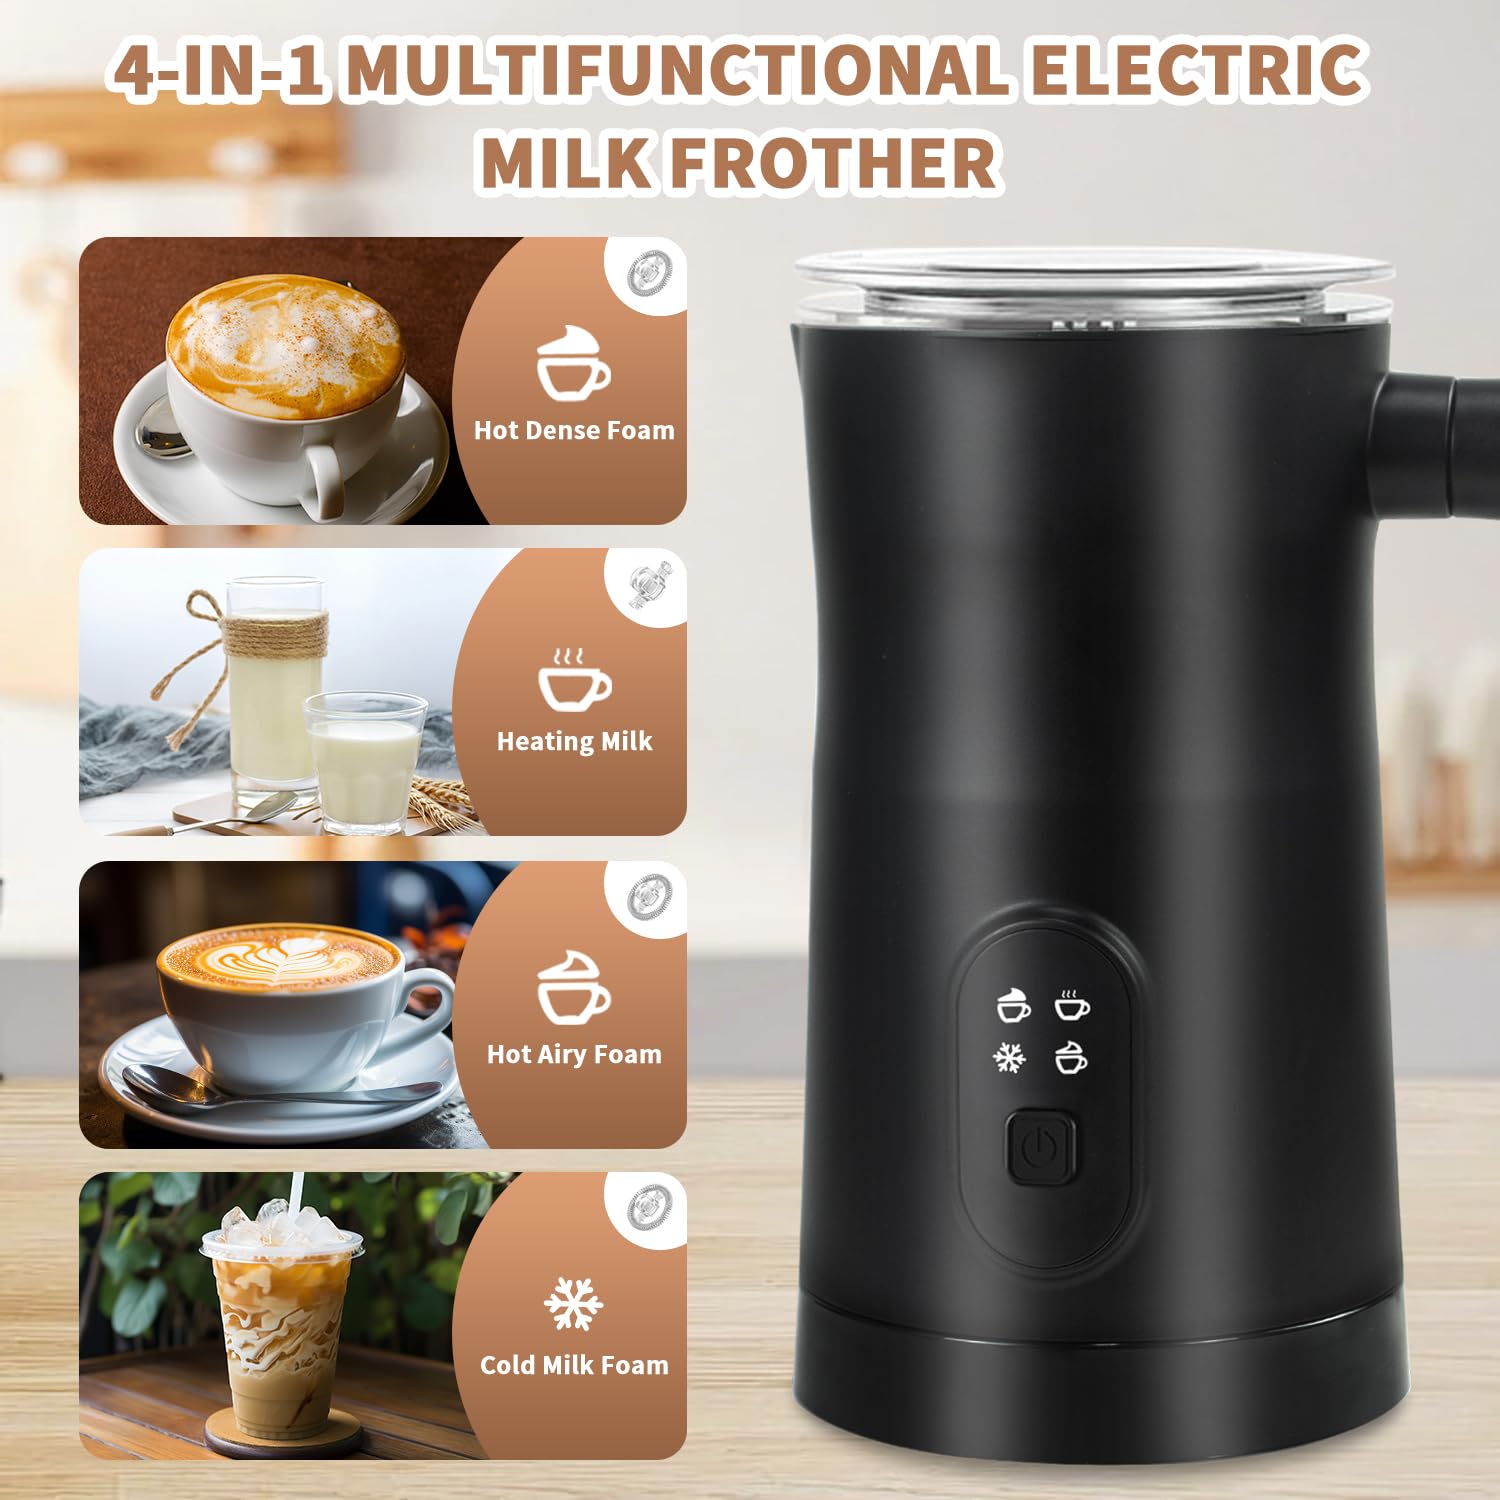 4-IN-1 MULTIFUNCTIONAL ELECTRIC
MILK FROTHER
Hot Dense Foam
Heating Milk
Hot Airy Foam
Cold Milk Foam